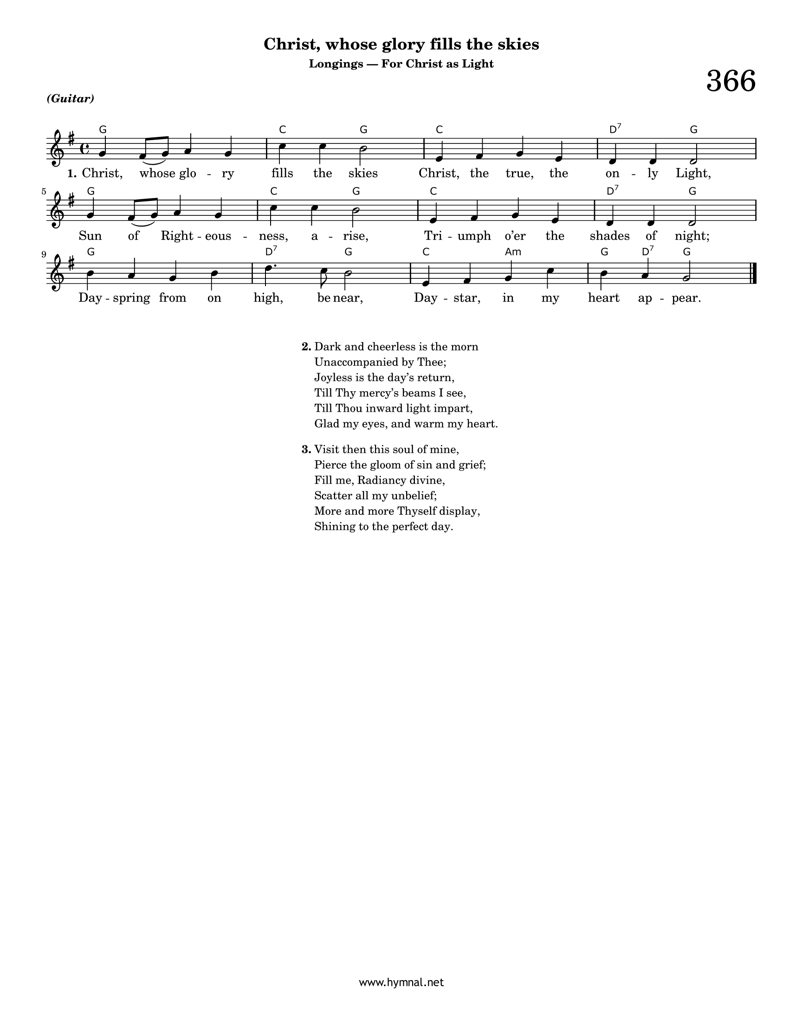 Christ, whose glory fills the skies
Longings — For Christ as Light
366
(Guitar)
G C G C D7 G
1. Christ, whose glo - ry fills the skies Christ, the true, the on - ly Light,
5
G C G C D7 G
Sun of Right - eous - ness, a - rise, Tri - umph o'er the shades of night;
9
G D7 G C Am G D7 G
Day - spring from on high, be near, Day - star, in my heart ap - pear.
2. Dark and cheerless is the morn
Unaccompanied by Thee;
Joyless is the day's return,
Till Thy mercy's beams I see,
Till Thou inward light impart,
Glad my eyes, and warm my heart.
3. Visit then this soul of mine,
Pierce the gloom of sin and grief;
Fill me, Radiancy divine,
Scatter all my unbelief;
More and more Thyself display,
Shining to the perfect day.
www.hymnal.net